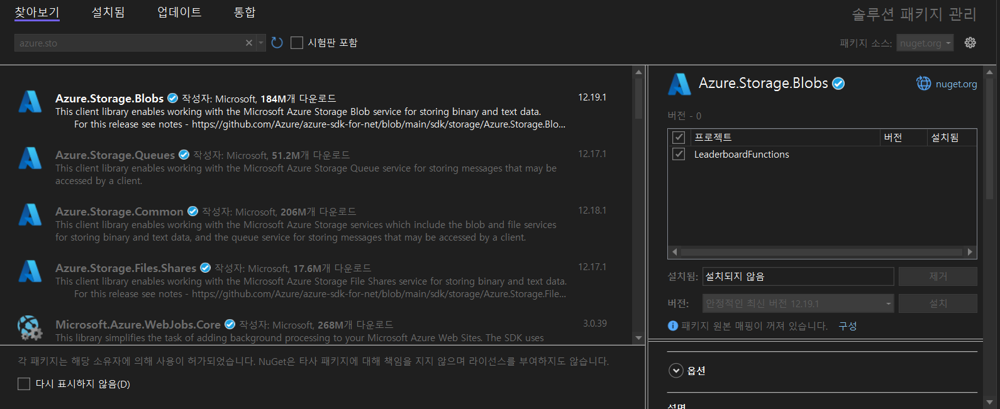 찾아보기 설치됨 업데이트 통합
솔루션 패키지 관리
azure.sto
시험판 포함
패키지 소스: nuget.org
Azure.Storage.Blobs 작성자: Microsoft, 184M개 다운로드 12.19.1
This client library enables working with the Microsoft Azure Storage Blob service for storing binary and text data.
For this release see notes - https://github.com/Azure/azure-sdk-for-net/blob/main/sdk/storage/Azure.Storage.Blo...
Azure.Storage.Queues 작성자: Microsoft, 51.2M개 다운로드 12.17.1
This client library enables working with the Microsoft Azure Storage Queue service for storing messages that may be
accessed by a client.
Azure.Storage.Common 작성자: Microsoft, 206M개 다운로드 12.18.1
This client library enables working with the Microsoft Azure Storage services which include the blob and file services
for storing binary and text data, and the queue service for storing messages that may be accessed by a client.
Azure.Storage.Files.Shares 작성자: Microsoft, 17.6M개 다운로드 12.17.1
This client library enables working with the Microsoft Azure Storage File Shares service for storing binary and text data.
For this release see notes - https://github.com/Azure/azure-sdk-for-net/blob/main/sdk/storage/Azure.Storage.File...
Microsoft.Azure.WebJobs.Core 작성자: Microsoft, 268M개 다운로드 3.0.39
This library simplifies the task of adding background processing to your Microsoft Azure Web Sites. The SDK uses
각 패키지는 해당 소유자에 의해 사용이 허가되었습니다. NuGet은 타사 패키지에 대해 책임을 지지 않으며 라이선스를 부여하지도 않습니다.
다시 표시하지 않음(D)
Azure.Storage.Blobs
nuget.org
버전 - 0
프로젝트 버전 설치됨
LeaderboardFunctions
설치됨: 설치되지 않음 제거
버전: 안정적인 최신 버전 12.19.1 설치
패키지 원본 매핑이 꺼져 있습니다. 구성
옵션
설명